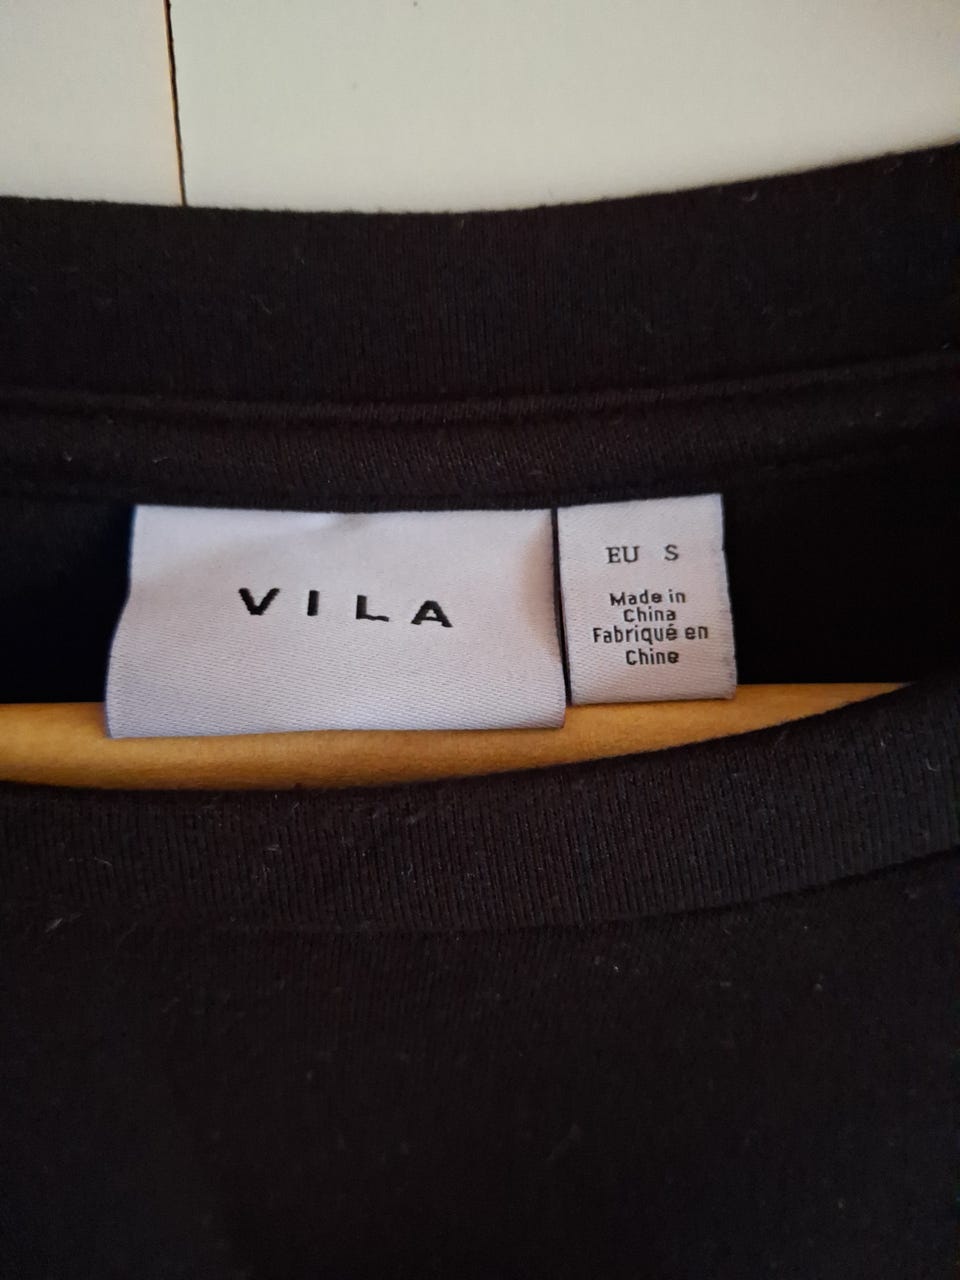 VILA
EU S
Made in
China
Fabriqué en
Chine